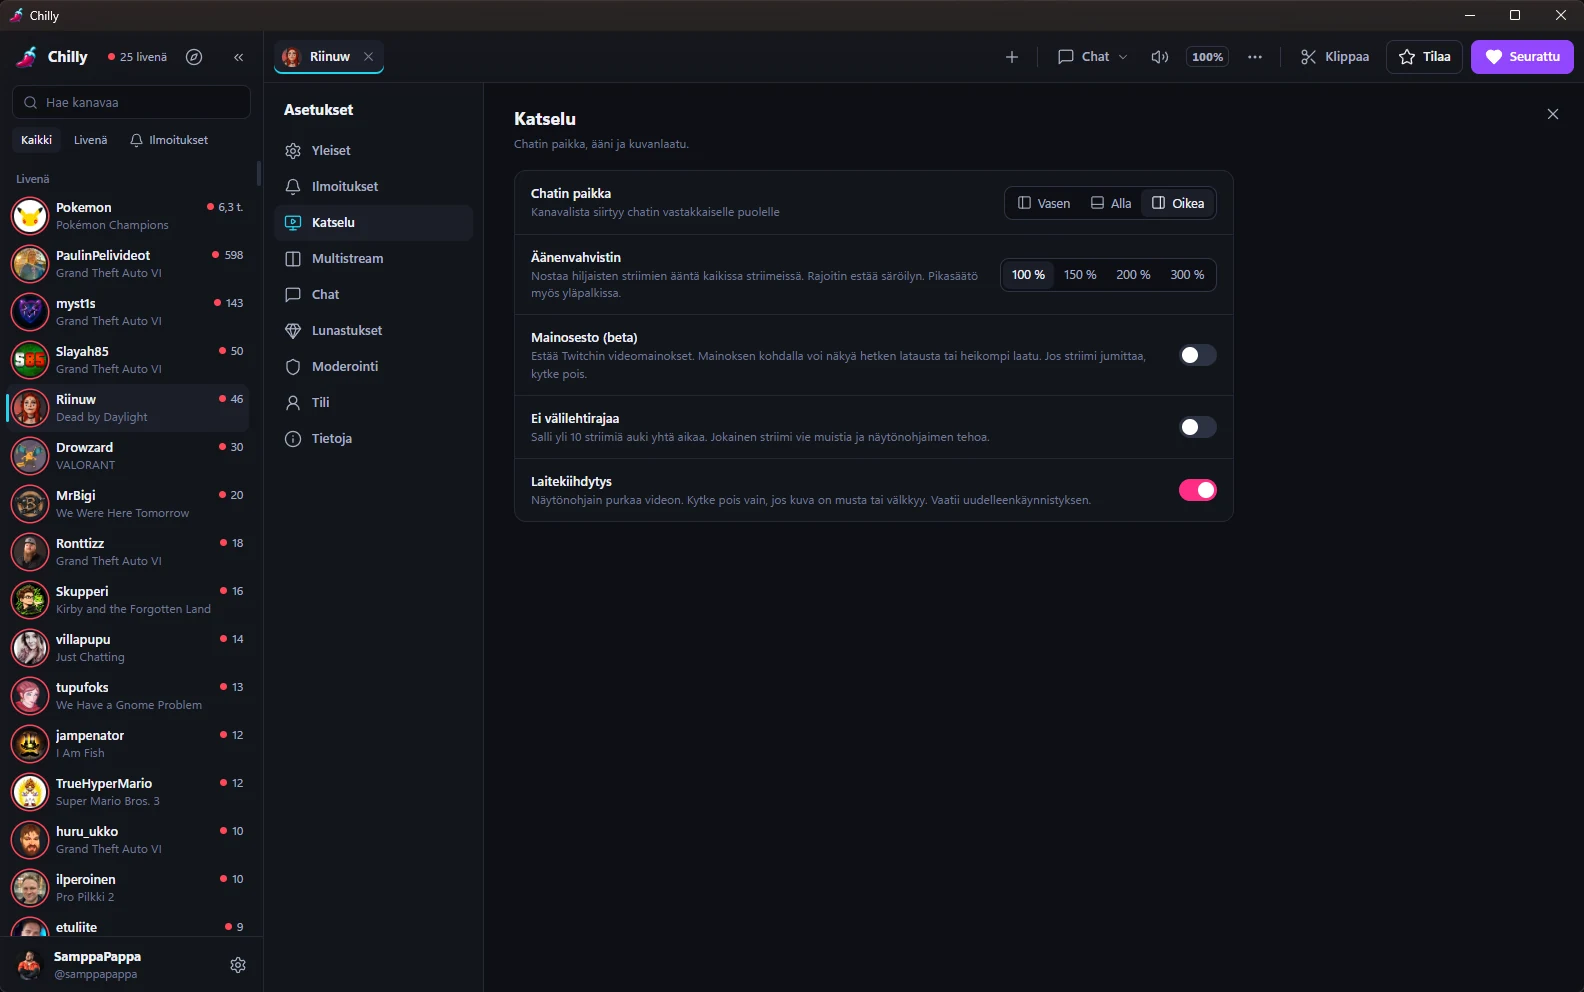 Chilly
Chilly
25 livenä
Hae kanavaa
Kaikki
Livenä
Ilmoitukset
Livenä
Pokemon
6,3 t.
Pokémon Champions
PaulinPelivideot
598
Grand Theft Auto VI
myst1s
143
Grand Theft Auto VI
Slayah85
50
Grand Theft Auto VI
Riinuw
46
Dead by Daylight
Drowzard
30
VALORANT
MrBigi
20
We Were Here Tomorrow
Ronttizz
18
Grand Theft Auto VI
Skupperi
16
Kirby and the Forgotten Land
villapupu
14
Just Chatting
tupufoks
13
We Have a Gnome Problem
jampenator
12
I Am Fish
TrueHyperMario
12
Super Mario Bros. 3
huru_ukko
10
Grand Theft Auto VI
ilperoinen
10
Pro Pilkki 2
etuliite
9
SamppaPappa
@samppapappa
Riinuw
Chat
100%
Klippaa
Tilaa
Seurattu
Asetukset
Yleiset
Ilmoitukset
Katselu
Multistream
Chat
Lunastukset
Moderointi
Tili
Tietoja
Katselu
Chatin paikka, ääni ja kuvanlaatu.
Chatin paikka
Kanavalista siirtyy chatin vastakkaiselle puolelle
Vasen
Alla
Oikea
Äänenvahvistin
Nostaa hiljaisten striimien ääntä kaikissa striimeissä. Rajoitin estää säröilyn. Pikasäätö
myös yläpalkissa.
100 %
150 %
200 %
300 %
Mainosesto (beta)
Estää Twitchin videomainokset. Mainoksen kohdalla voi näkyä hetken latausta tai heikompi laatu. Jos striimi jumittaa,
kytke pois.
Ei välilehtirajaa
Salli yli 10 striimiä auki yhtä aikaa. Jokainen striimi vie muistia ja näytönohjaimen tehoa.
Laitekiihdytys
Näytönohjain purkaa videon. Kytke pois vain, jos kuva on musta tai välkkyy. Vaatii uudelleenkäynnistyksen.